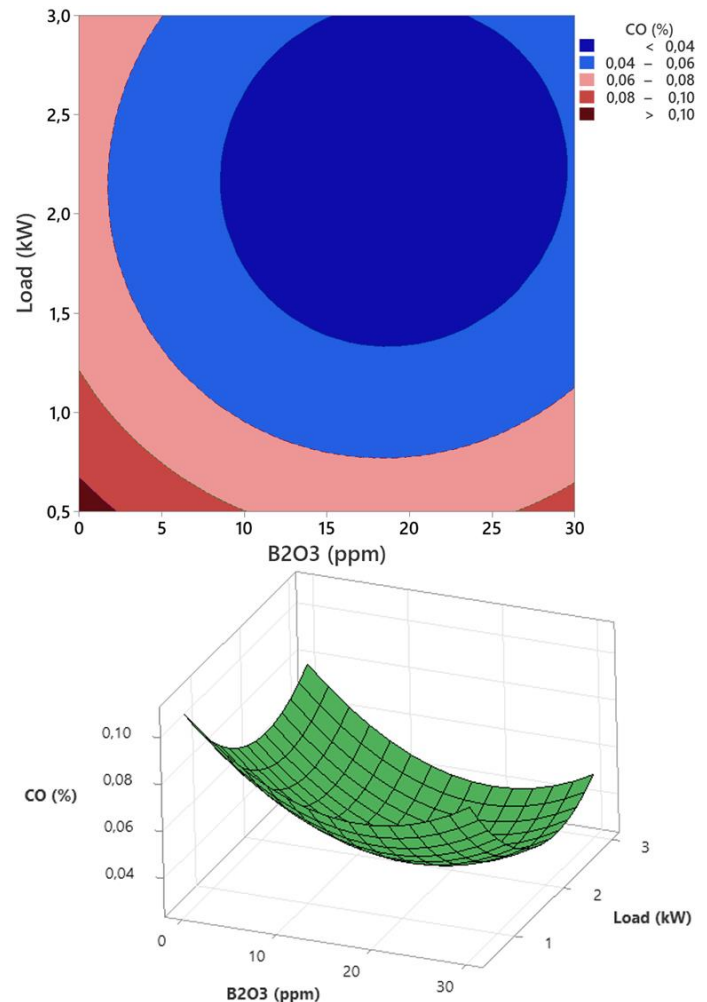 CO (%)
< 0,04
0,04 – 0,06
0,06 – 0,08
0,08 – 0,10
> 0,10
3,0
2,5
2,0
1,5
1,0
0,5
Load (kW)
0 5 10 15 20 25 30
B2O3 (ppm)
0,10
0,08
0,06
0,04
CO (%)
0
10
20
30
B2O3 (ppm)
3
2
1
Load (kW)